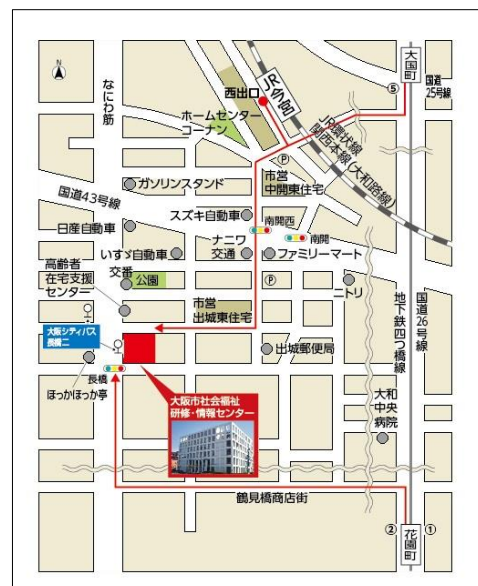 N
大国町
⑤
国道
25号線
なにわ筋
JR今宮
西出口
ホームセンター
コーナン
JR環状線
関西本線(大和路線)
P
ガソリンスタンド
市営
中開東住宅
国道43号線
スズキ自動車
南開西
南開
日産自動車
いすゞ自動車
ナニワ
交通
ファミリーマート
高齢者
在宅支援
センター
交番
公園
P
ニトリ
市営
出城東住宅
地下鉄四つ橋線
国道26号線
大阪シティバス
長橋二
出城郵便局
ほっかほっか亭
長橋
大阪市社会福祉
研修・情報センター
大和
中央
病院
鶴見橋商店街
②
①
花園町